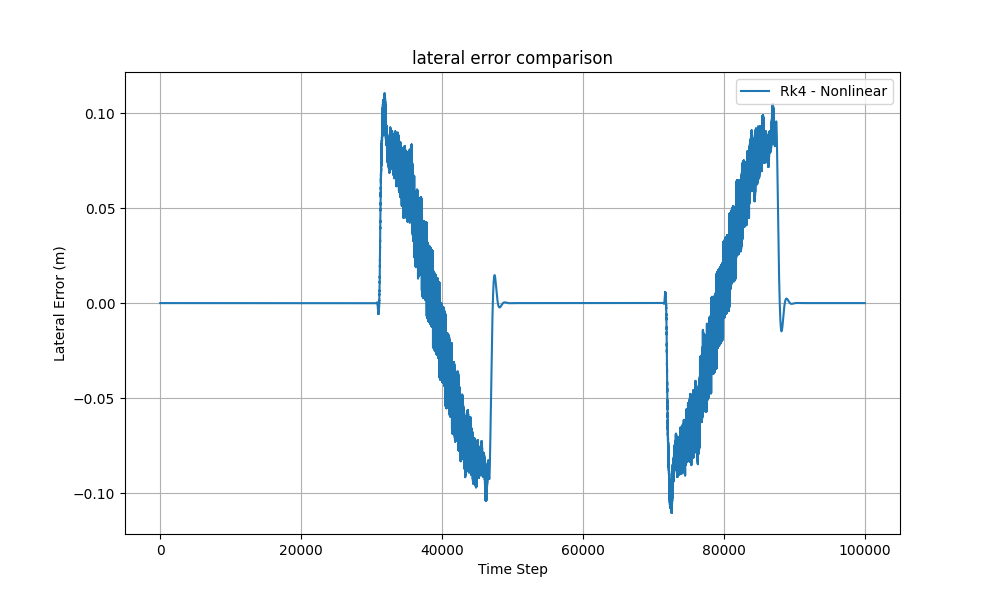 lateral error comparison
Rk4 - Nonlinear
0.10
0.05
0.00
−0.05
−0.10
Lateral Error (m)
0
20000
40000
60000
80000
100000
Time Step